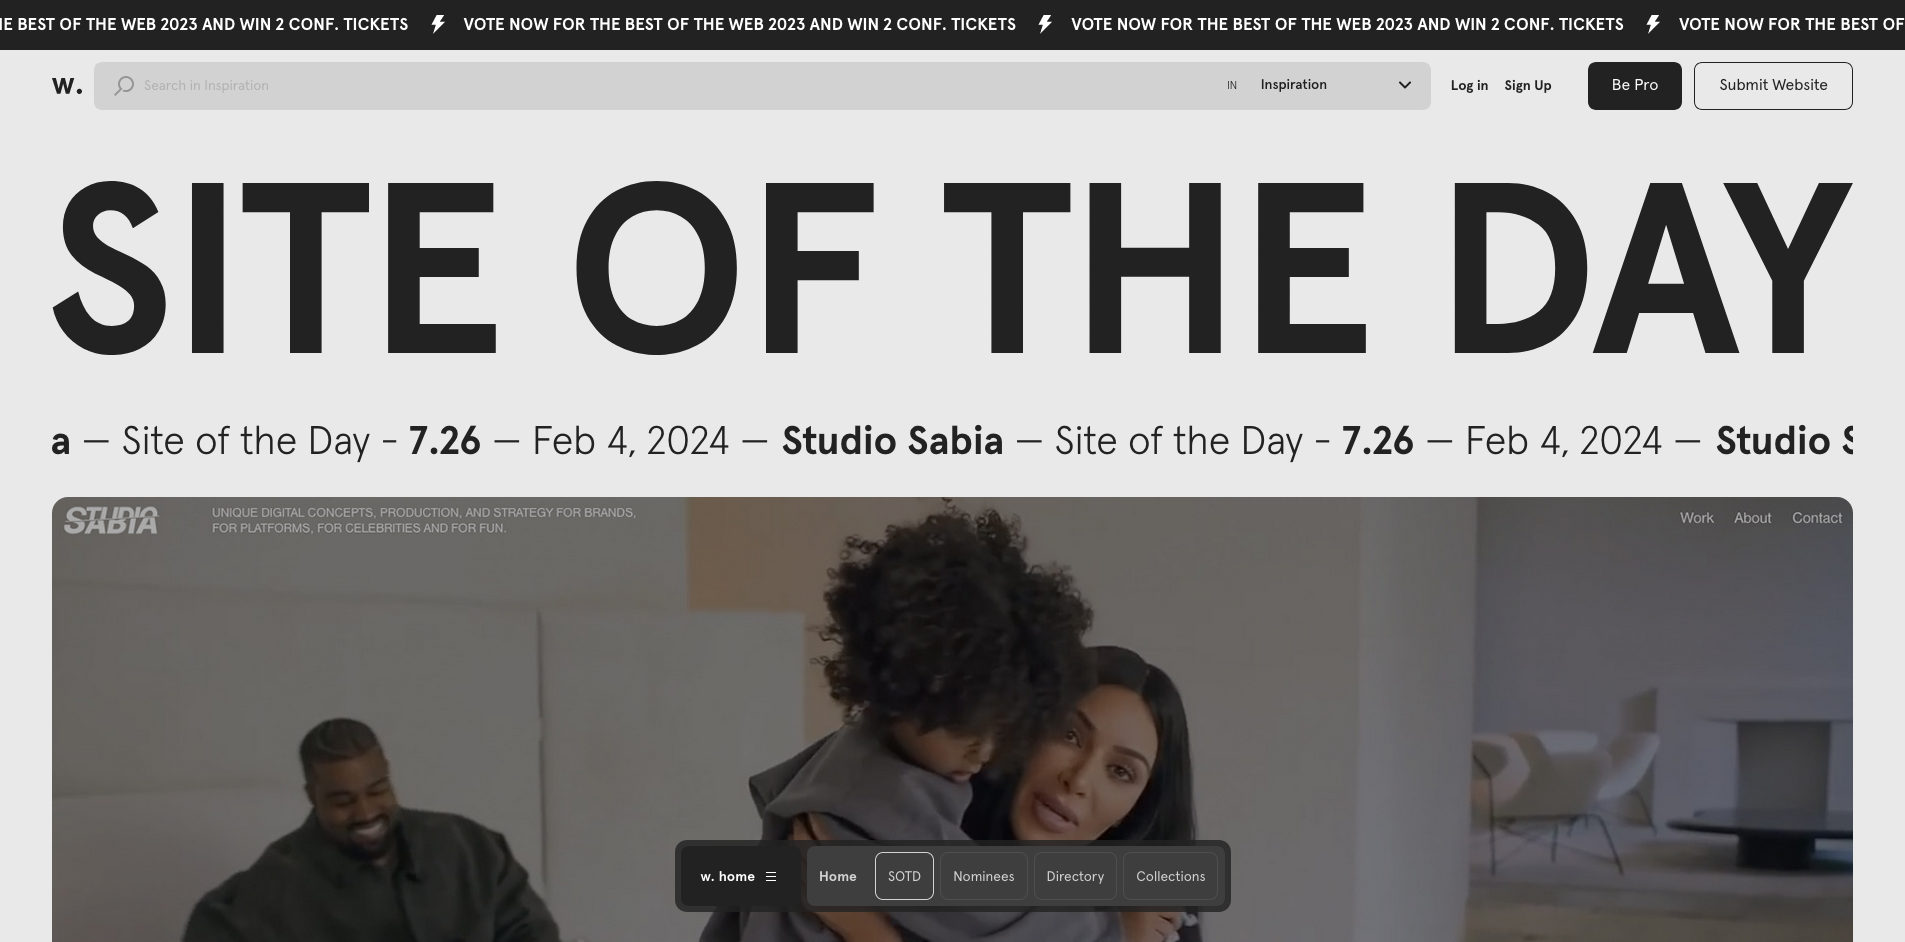 E BEST OF THE WEB 2023 AND WIN 2 CONF. TICKETS VOTE NOW FOR THE BEST OF THE WEB 2023 AND WIN 2 CONF. TICKETS VOTE NOW FOR THE BEST OF THE WEB 2023 AND WIN 2 CONF. TICKETS VOTE NOW FOR THE BEST OF
w. Search in Inspiration IN Inspiration Log in Sign Up Be Pro Submit Website
SITE OF THE DAY
a — Site of the Day - 7.26 — Feb 4, 2024 — Studio Sabia — Site of the Day - 7.26 — Feb 4, 2024 — Studio S
STUDIO
SABIA
UNIQUE DIGITAL CONCEPTS, PRODUCTION, AND STRATEGY FOR BRANDS,
FOR PLATFORMS, FOR CELEBRITIES AND FOR FUN.
Work About Contact
w. home Home SOTD Nominees Directory Collections